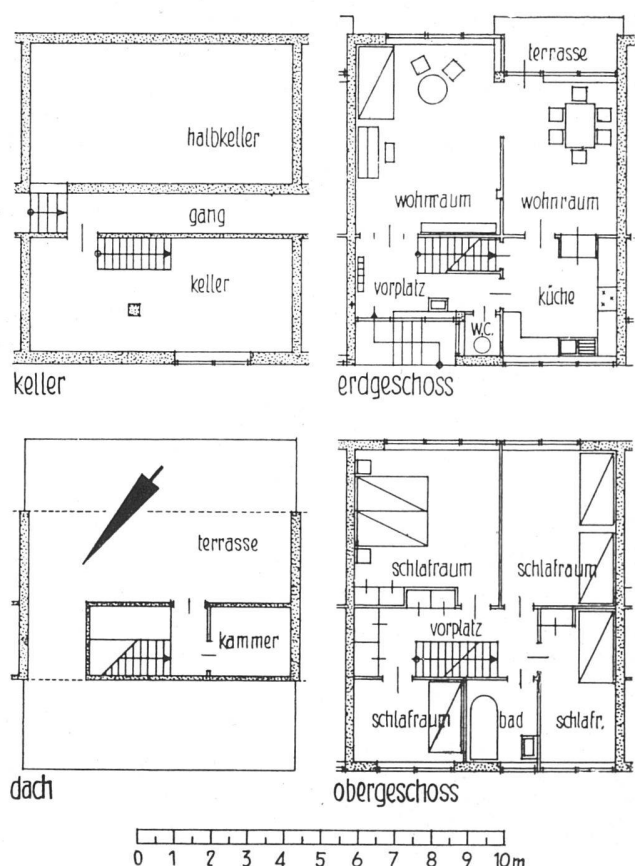 halbkeller
gang
keller
keller
terrasse
wohnraum
wohnraum
vorplatz
küche
w.c.
erdgeschoss
terrasse
kammer
dach
schlafraum
schlafraum
vorplatz
schlafraum
bad
schlafr.
obergeschoss
0 1 2 3 4 5 6 7 8 9 10m